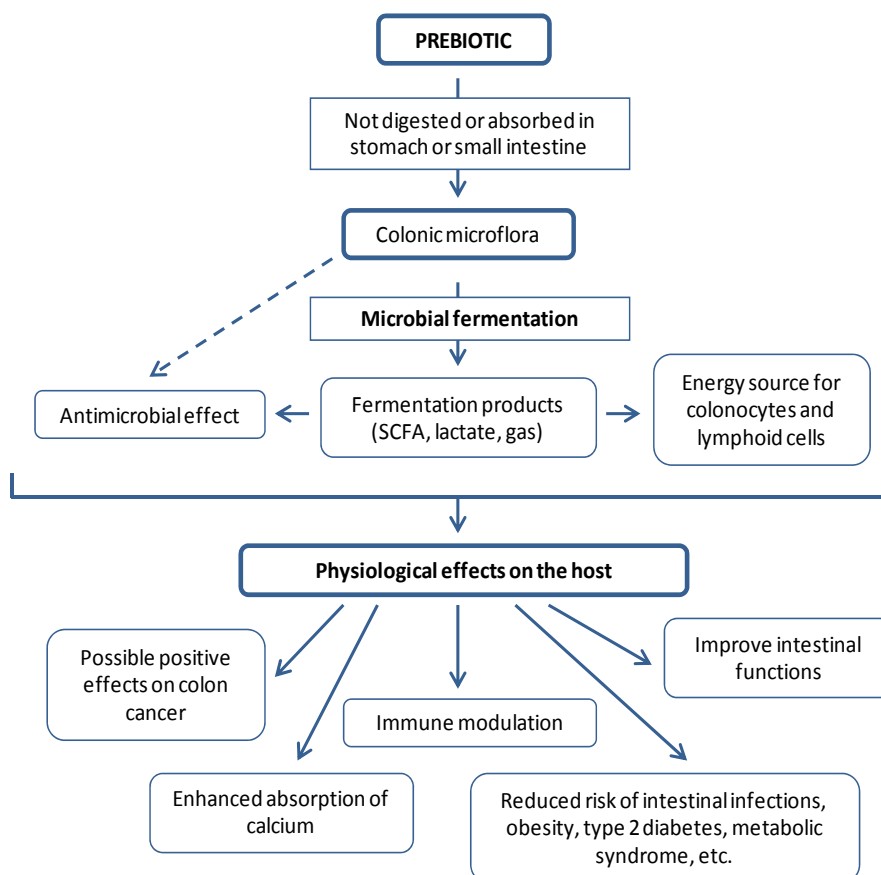 PREBIOTIC
Not digested or absorbed in
stomach or small intestine
Colonic microflora
Microbial fermentation
Antimicrobial effect
Fermentation products
(SCFA, lactate, gas)
Energy source for
colonocytes and
lymphoid cells
Physiological effects on the host
Possible positive
effects on colon
cancer
Enhanced absorption of
calcium
Immune modulation
Reduced risk of intestinal infections,
obesity, type 2 diabetes, metabolic
syndrome, etc.
Improve intestinal
functions